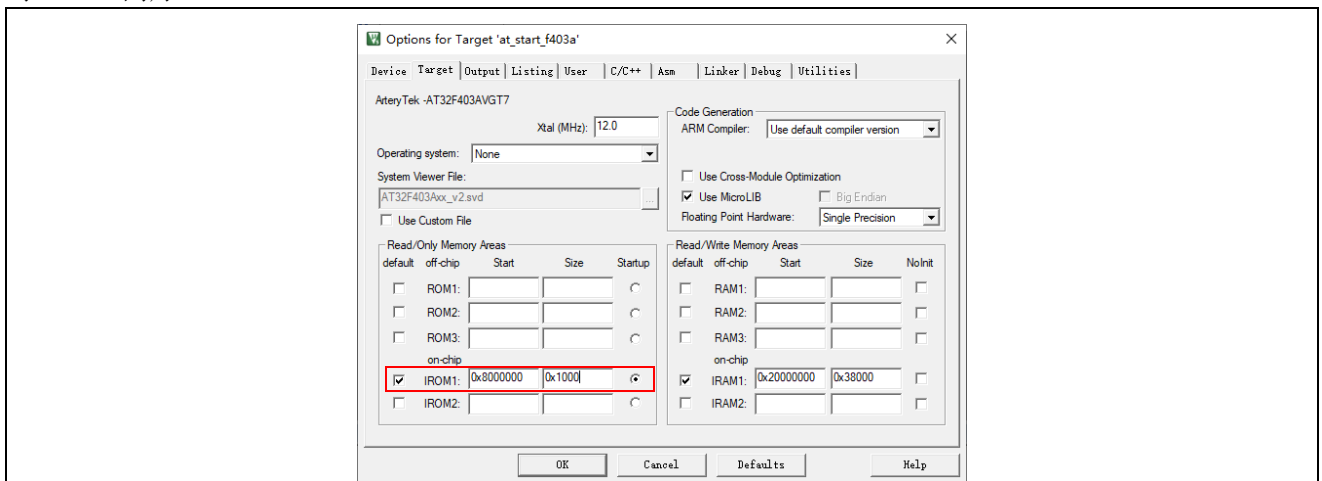 Options for Target 'at_start_f403a'
Device Target Output Listing User C/C++ Asm Linker Debug Utilities
ArteryTek -AT32F403AVGT7
Xtal (MHz): 12.0
Operating system: None
System Viewer File:
AT32F403Axx_v2.svd ...
Use Custom File
Code Generation
ARM Compiler: Use default compiler version
Use Cross-Module Optimization
Use MicroLIB Big Endian
Floating Point Hardware: Single Precision
Read/Only Memory Areas
default off-chip Start Size Startup
ROM1:
ROM2:
ROM3:
on-chip
IROM1: 0x8000000 0x1000
IROM2:
Read/Write Memory Areas
default off-chip Start Size NoInit
RAM1:
RAM2:
RAM3:
on-chip
IRAM1: 0x20000000 0x38000
IRAM2:
OK Cancel Defaults Help